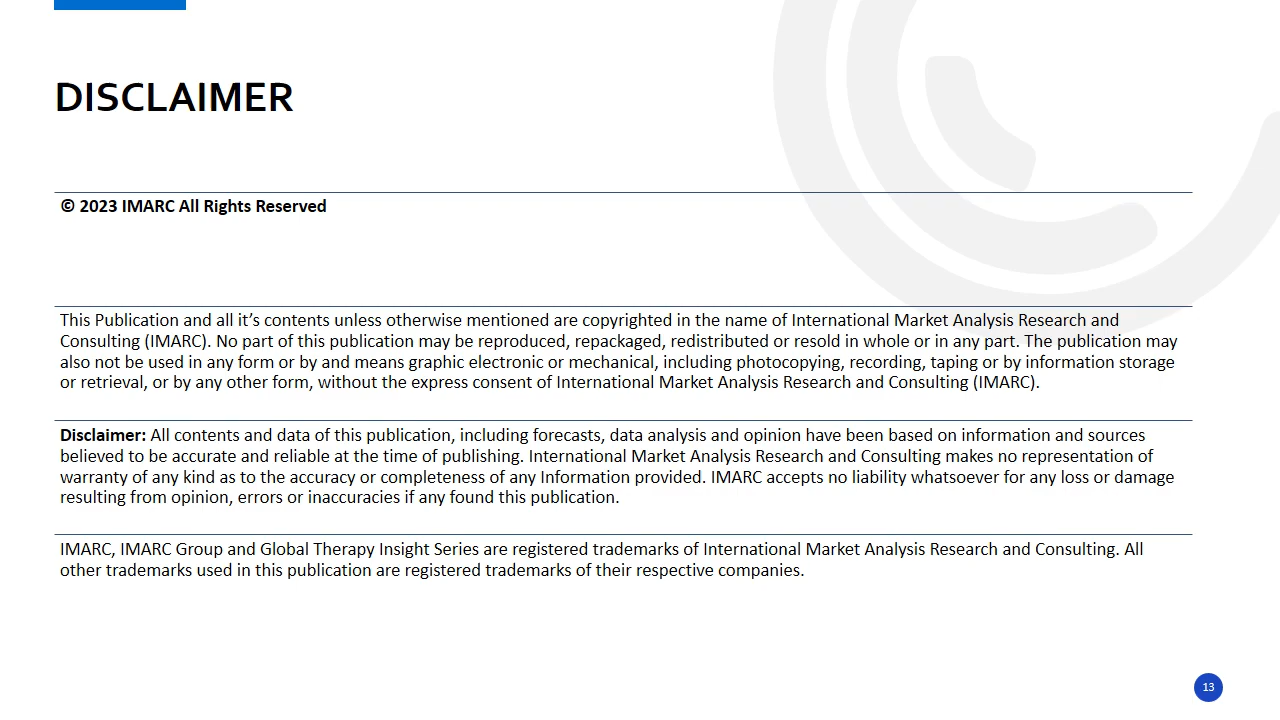 DISCLAIMER
© 2023 IMARC All Rights Reserved
This Publication and all it’s contents unless otherwise mentioned are copyrighted in the name of International Market Analysis Research and
Consulting (IMARC). No part of this publication may be reproduced, repackaged, redistributed or resold in whole or in any part. The publication may
also not be used in any form or by and means graphic electronic or mechanical, including photocopying, recording, taping or by information storage
or retrieval, or by any other form, without the express consent of International Market Analysis Research and Consulting (IMARC).
Disclaimer: All contents and data of this publication, including forecasts, data analysis and opinion have been based on information and sources
believed to be accurate and reliable at the time of publishing. International Market Analysis Research and Consulting makes no representation of
warranty of any kind as to the accuracy or completeness of any Information provided. IMARC accepts no liability whatsoever for any loss or damage
resulting from opinion, errors or inaccuracies if any found this publication.
IMARC, IMARC Group and Global Therapy Insight Series are registered trademarks of International Market Analysis Research and Consulting. All
other trademarks used in this publication are registered trademarks of their respective companies.
13